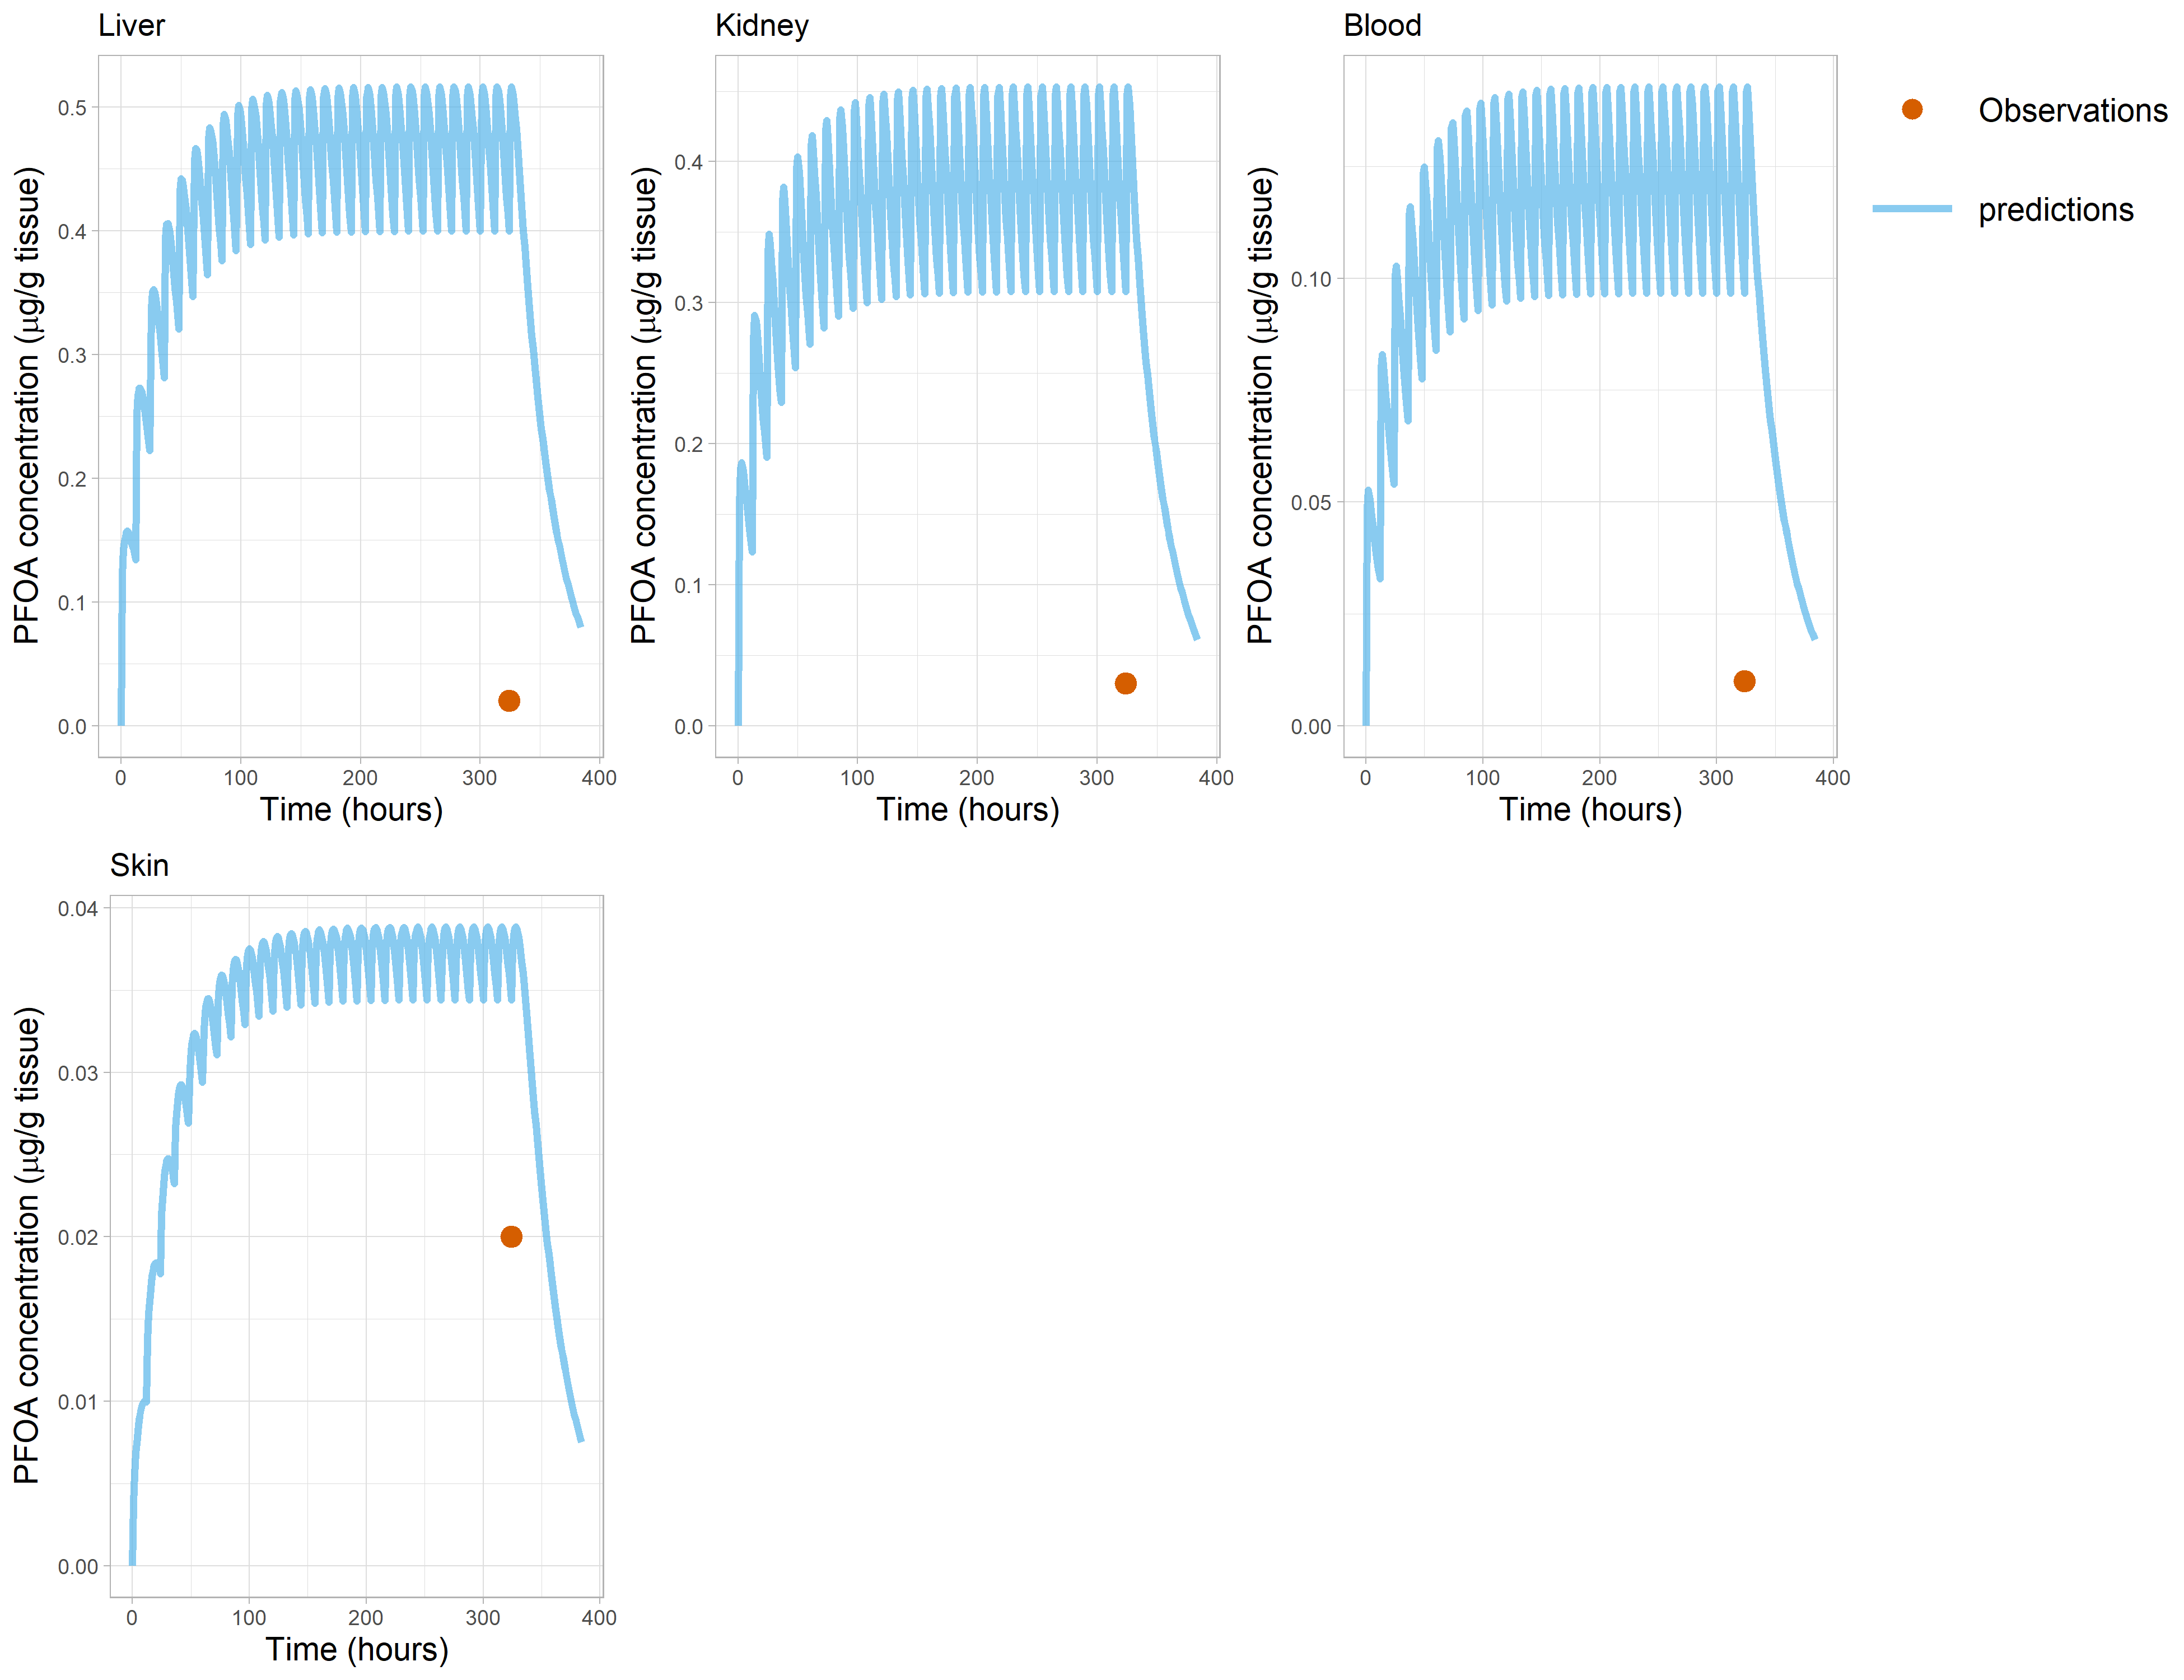 Liver
PFOA concentration (μg/g tissue)
0.5
0.4
0.3
0.2
0.1
0.0
0 100 200 300 400
Time (hours)
Kidney
PFOA concentration (μg/g tissue)
0.4
0.3
0.2
0.1
0.0
0 100 200 300 400
Time (hours)
Blood
PFOA concentration (μg/g tissue)
0.10
0.05
0.00
0 100 200 300 400
Time (hours)
Observations
predictions
Skin
PFOA concentration (μg/g tissue)
0.04
0.03
0.02
0.01
0.00
0 100 200 300 400
Time (hours)